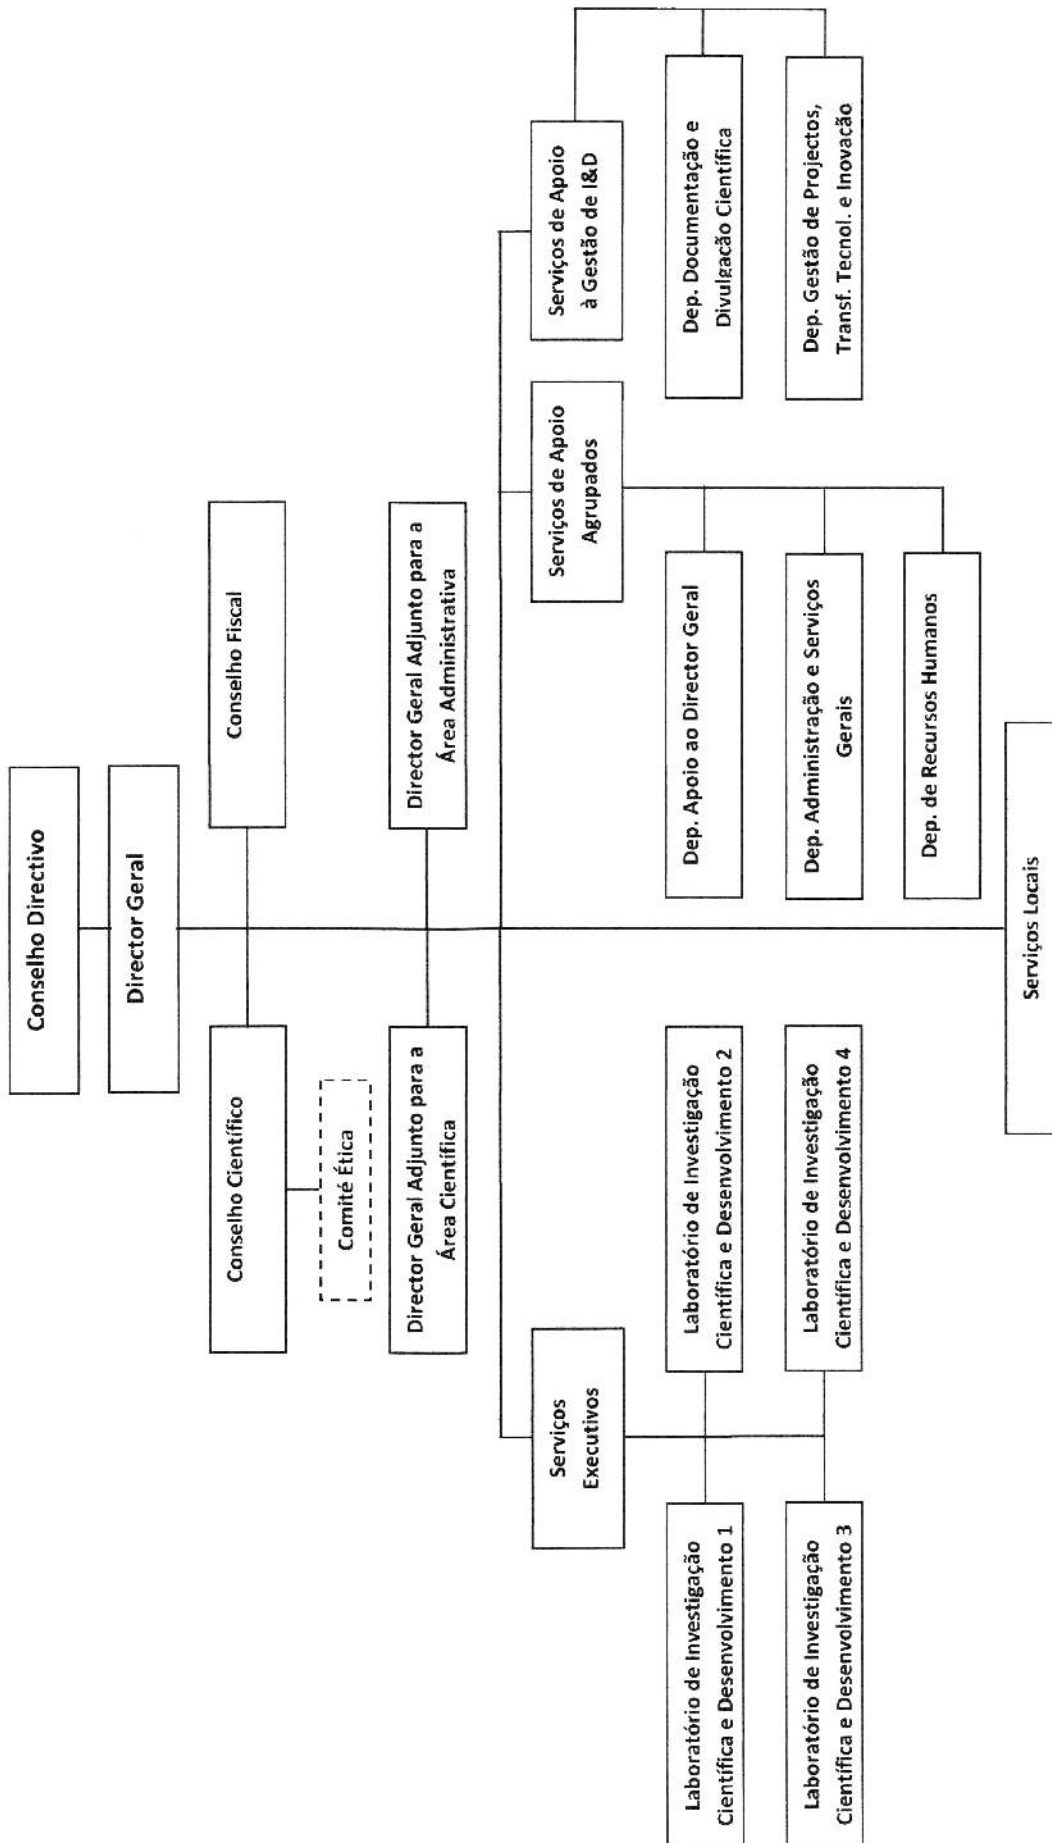 Conselho Directivo
Director Geral
Conselho Científico
Conselho Fiscal
Comité Ética
Director Geral Adjunto para a
Área Científica
Director Geral Adjunto para a
Área Administrativa
Serviços
Executivos
Serviços de Apoio
Agrupados
Serviços de Apoio
à Gestão de I&D
Laboratório de Investigação
Científica e Desenvolvimento 1
Laboratório de Investigação
Científica e Desenvolvimento 2
Dep. Apoio ao Director Geral
Dep. Documentação e
Divulgação Científica
Laboratório de Investigação
Científica e Desenvolvimento 3
Laboratório de Investigação
Científica e Desenvolvimento 4
Dep. Administração e Serviços
Gerais
Dep. Gestão de Projectos,
Transf. Tecnol. e Inovação
Dep. de Recursos Humanos
Serviços Locais